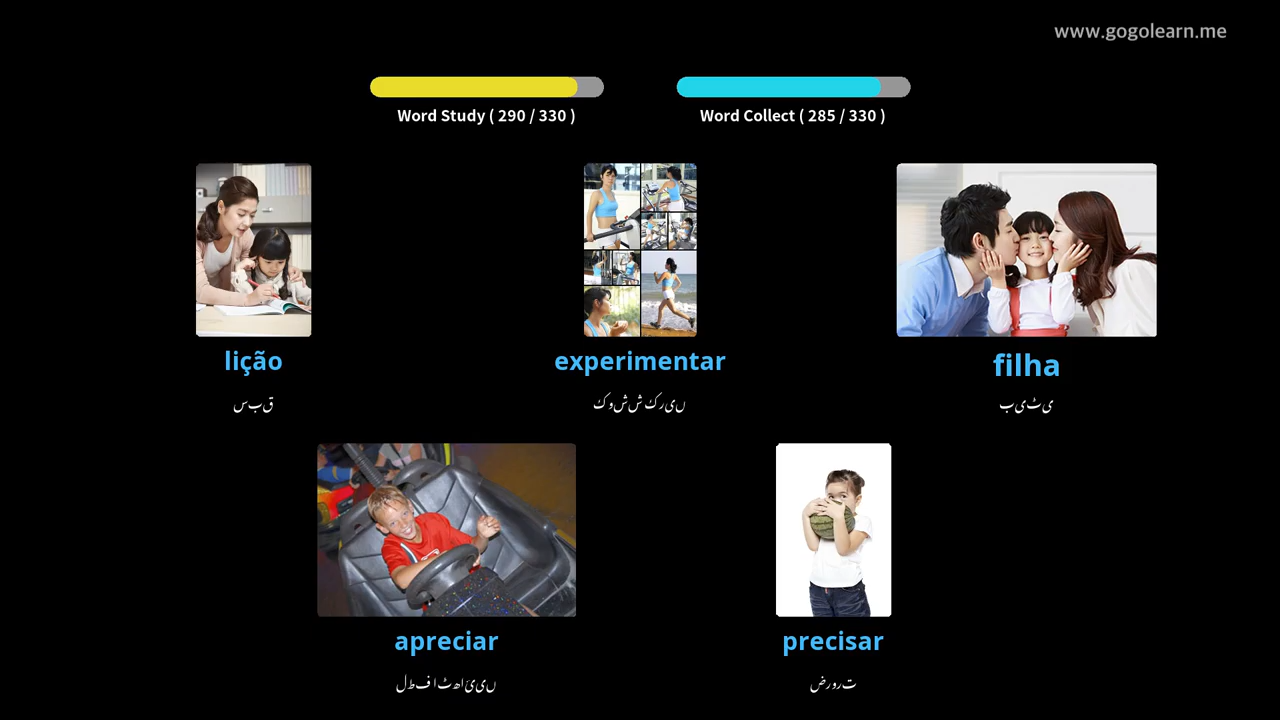 www.gogolearn.me
Word Study ( 290 / 330 )
Word Collect ( 285 / 330 )
lição
سبق
experimentar
کوشش کریں
filha
بیٹی
apreciar
لطف اٹھائیں
precisar
ضرورت